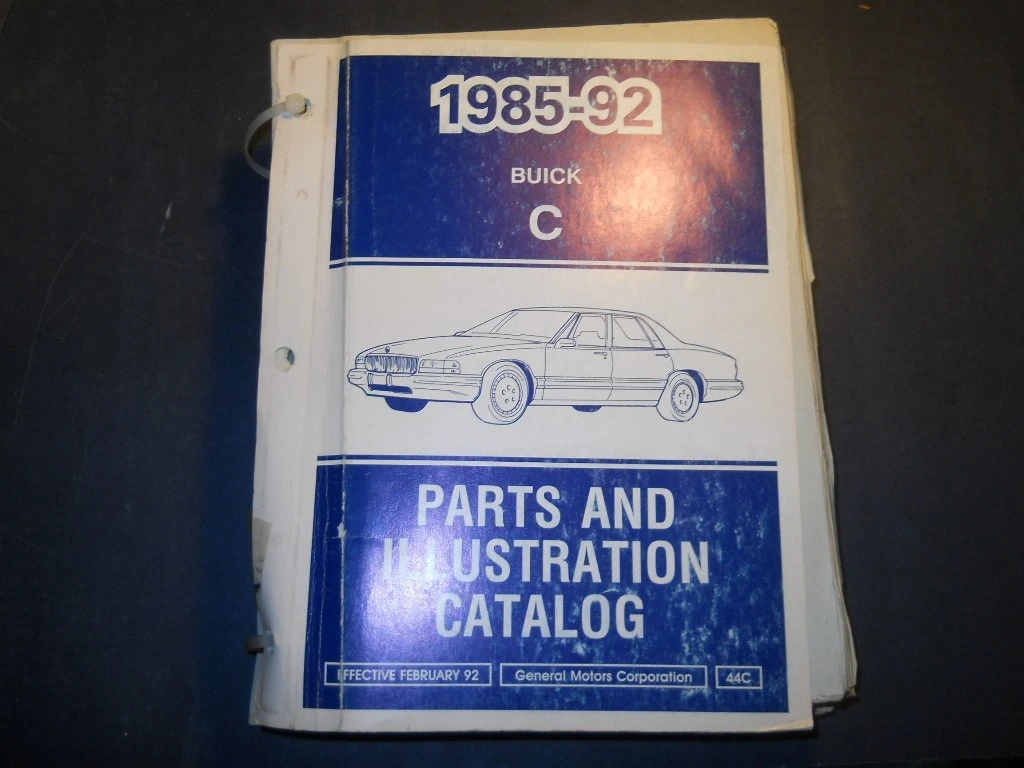 1985-92
BUICK
C
PARTS AND
ILLUSTRATION
CATALOG
EFFECTIVE FEBRUARY 92
General Motors Corporation
44C